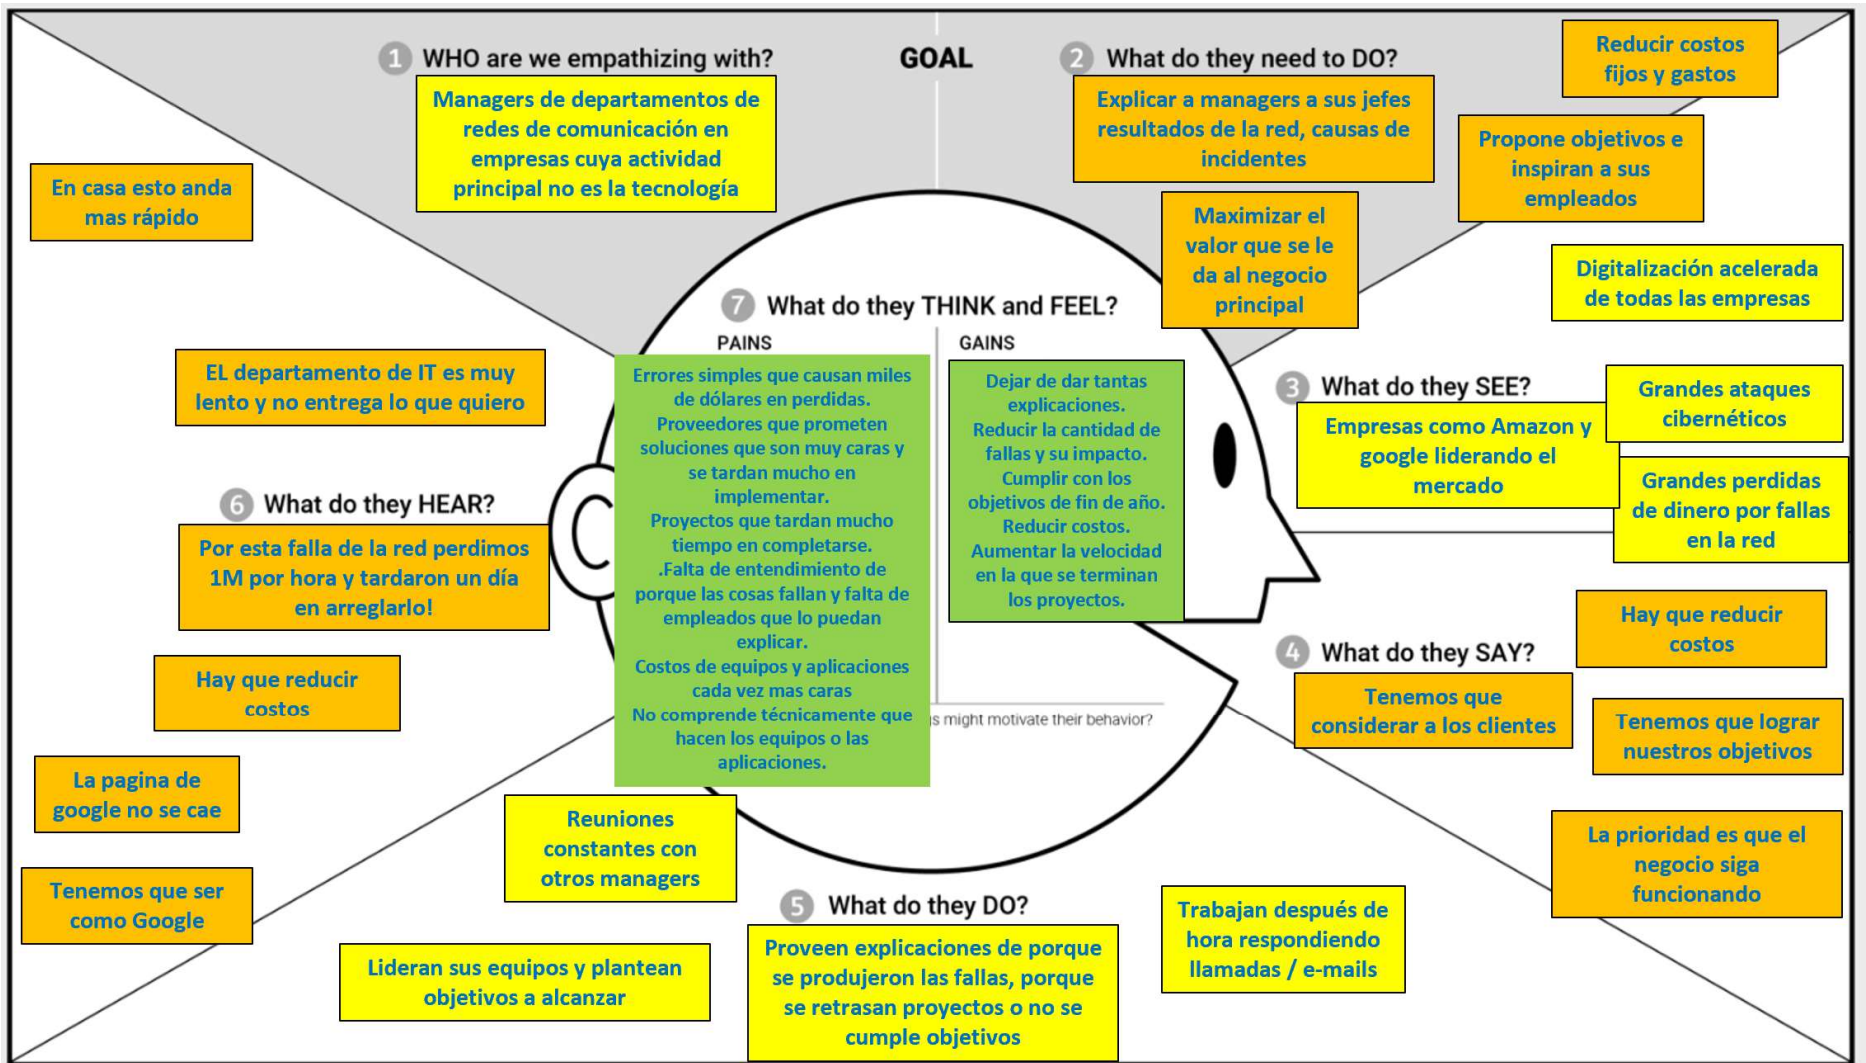 1 WHO are we empathizing with?
Managers de departamentos de
redes de comunicación en
empresas cuya actividad
principal no es la tecnología
GOAL
2 What do they need to DO?
Explicar a managers a sus jefes
resultados de la red, causas de
incidentes
Maximizar el
valor que se le
da al negocio
principal
Reducir costos
fijos y gastos
Propone objetivos e
inspiran a sus
empleados
Digitalización acelerada
de todas las empresas
3 What do they SEE?
Empresas como Amazon y
google liderando el
mercado
Grandes ataques
cibernéticos
Grandes perdidas
de dinero por fallas
en la red
4 What do they SAY?
Hay que reducir
costos
Tenemos que
considerar a los clientes
Tenemos que lograr
nuestros objetivos
La prioridad es que el
negocio siga
funcionando
5 What do they DO?
Reuniones
constantes con
otros managers
Lideran sus equipos y plantean
objetivos a alcanzar
Proveen explicaciones de porque
se produjeron las fallas, porque
se retrasan proyectos o no se
cumple objetivos
Trabajan después de
hora respondiendo
llamadas / e-mails
En casa esto anda
mas rápido
EL departamento de IT es muy
lento y no entrega lo que quiero
6 What do they HEAR?
Por esta falla de la red perdimos
1M por hora y tardaron un día
en arreglarlo!
Hay que reducir
costos
La pagina de
google no se cae
Tenemos que ser
como Google
7 What do they THINK and FEEL?
PAINS
Errores simples que causan miles
de dólares en perdidas.
Proveedores que prometen
soluciones que son muy caras y
se tardan mucho en
implementar.
Proyectos que tardan mucho
tiempo en completarse.
.Falta de entendimiento de
porque las cosas fallan y falta de
empleados que lo puedan
explicar.
Costos de equipos y aplicaciones
cada vez mas caras
No comprende técnicamente que
hacen los equipos o las
aplicaciones.
GAINS
Dejar de dar tantas
explicaciones.
Reducir la cantidad de
fallas y su impacto.
Cumplir con los
objetivos de fin de año.
Reducir costos.
Aumentar la velocidad
en la que se terminan
los proyectos.
might motivate their behavior?